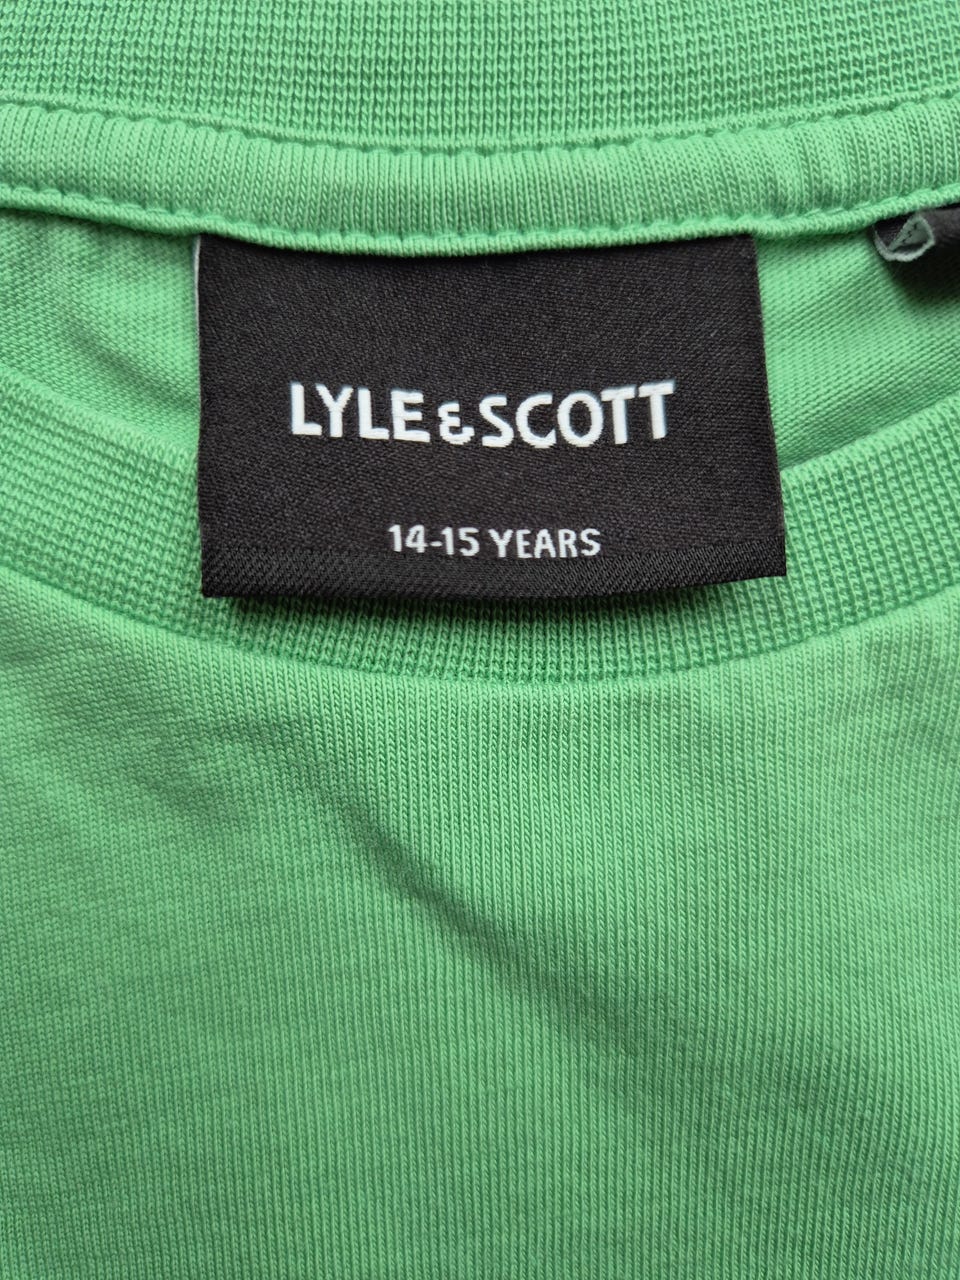 LYLE & SCOTT
14-15 YEARS